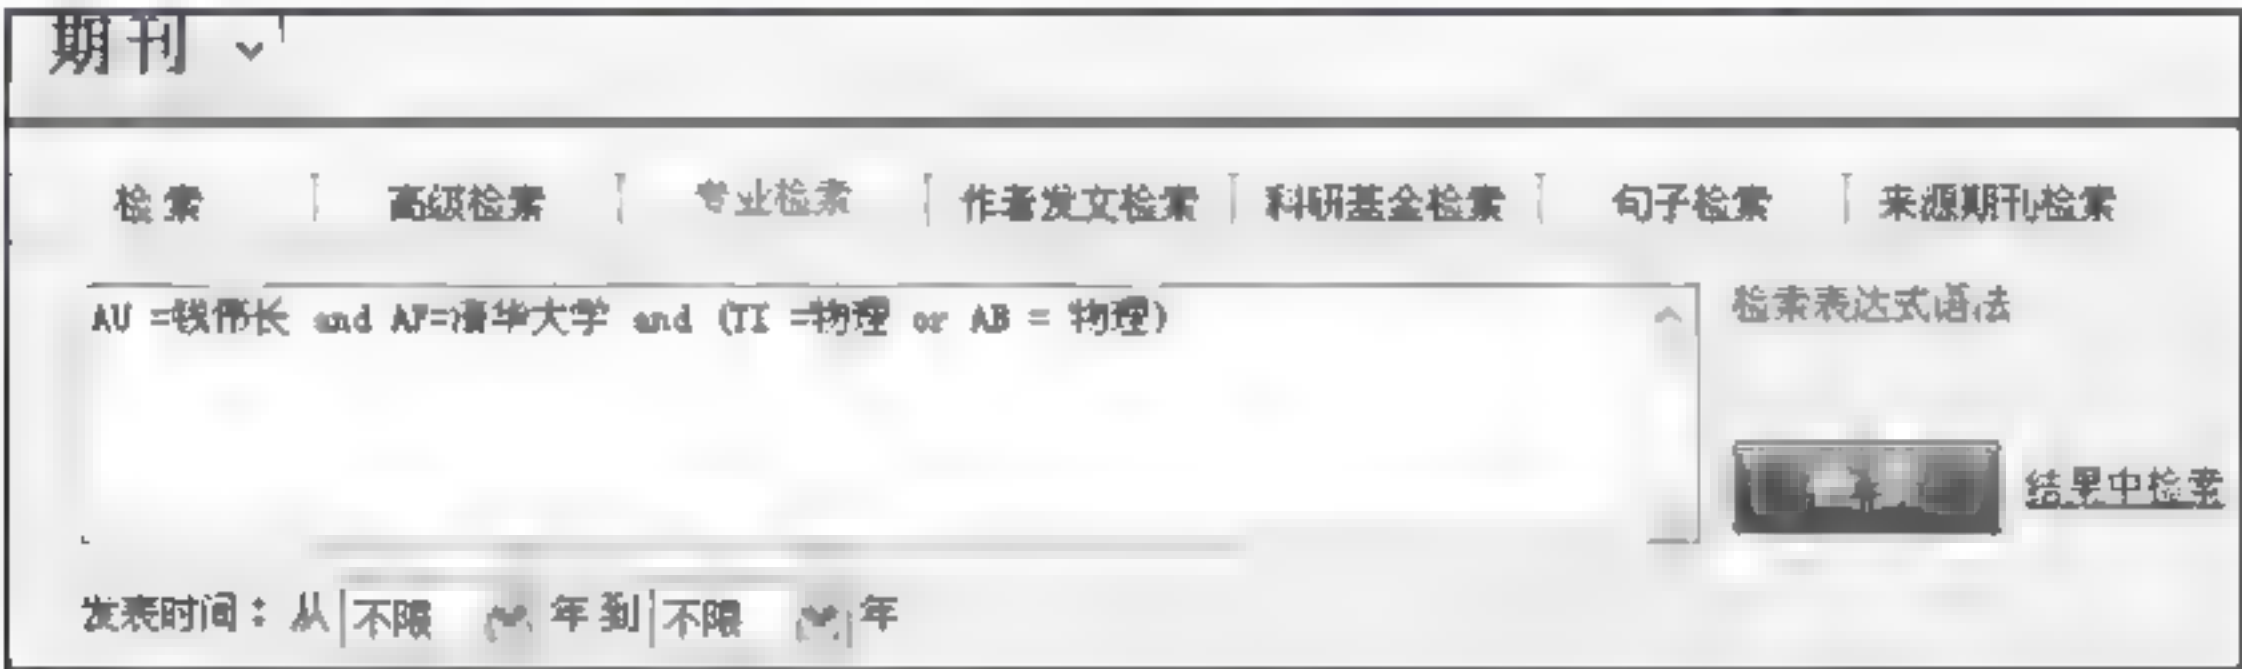 期刊
检索 高级检索 专业检索 作者发文检索 科研基金检索 句子检索 来源期刊检索
AU =钱伟长 and AF=清华大学 and (TI =物理 or AB = 物理)
检索表达式语法
结果中检索
发表时间：从 不限 年 到 不限 年